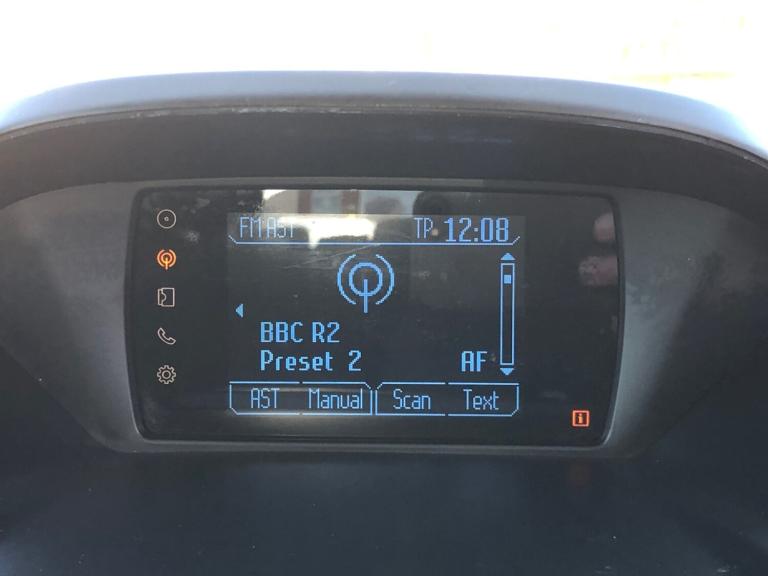 FM AST TP 12:08
BBC R2
Preset 2 AF
AST Manual Scan Text
i